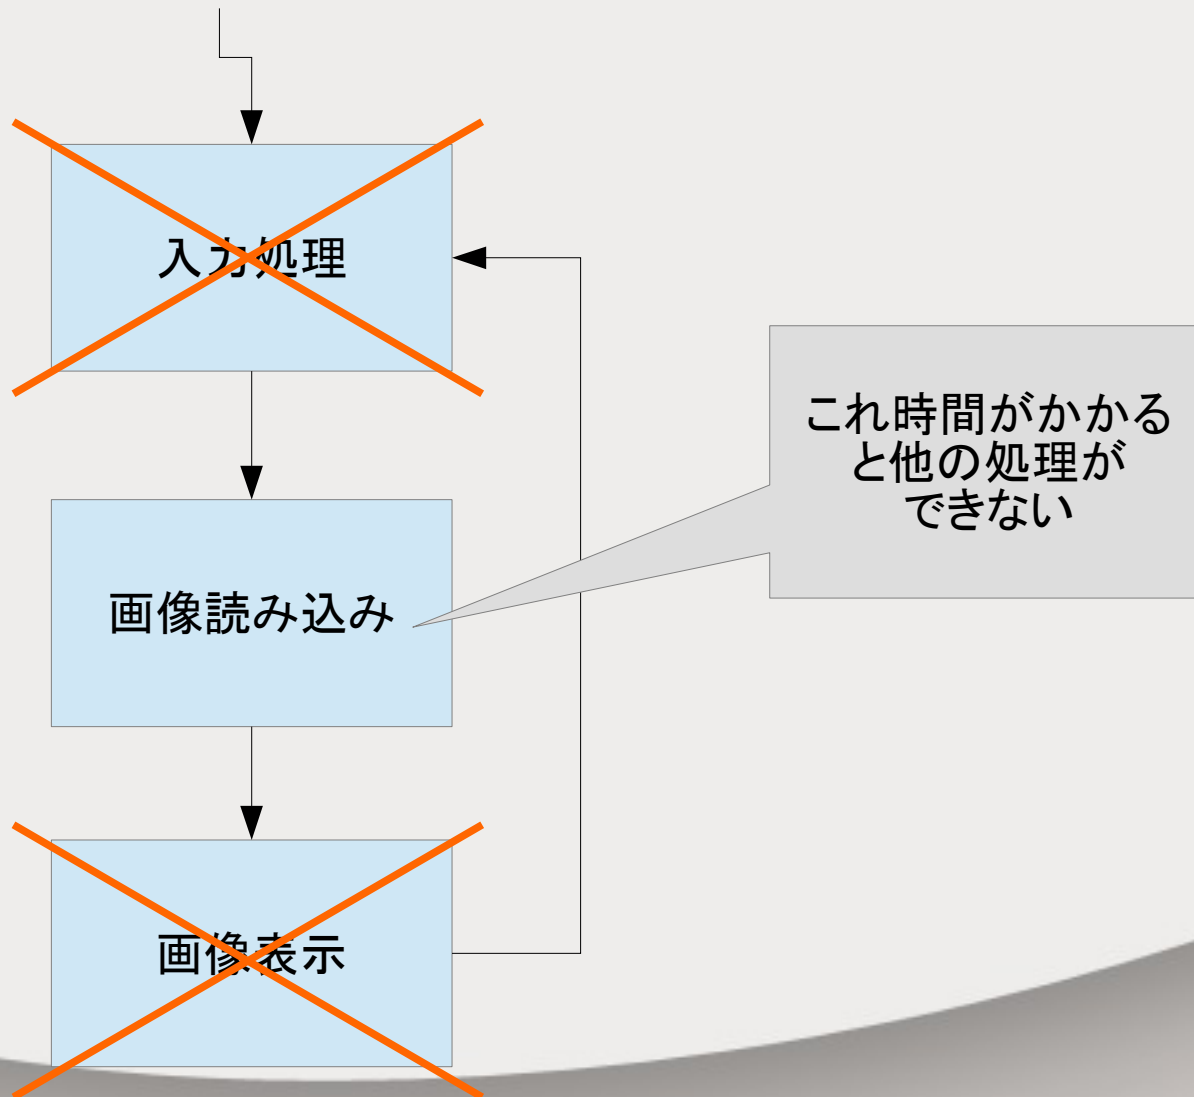 入力処理
これ時間がかかる
と他の処理が
できない
画像読み込み
画像表示